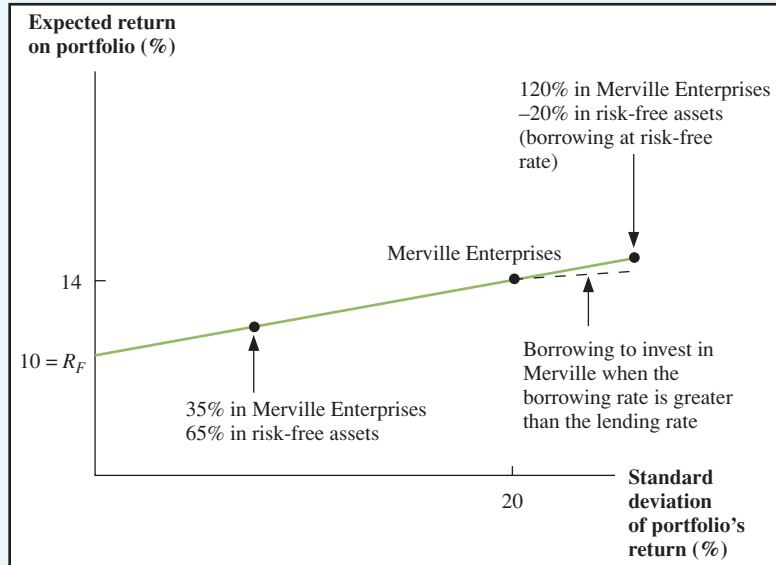 Expected return
on portfolio (%)
120% in Merville Enterprises
–20% in risk-free assets
(borrowing at risk-free
rate)
Merville Enterprises
14
10 = R_F
Borrowing to invest in
Merville when the
borrowing rate is greater
than the lending rate
35% in Merville Enterprises
65% in risk-free assets
20
Standard
deviation
of portfolio's
return (%)